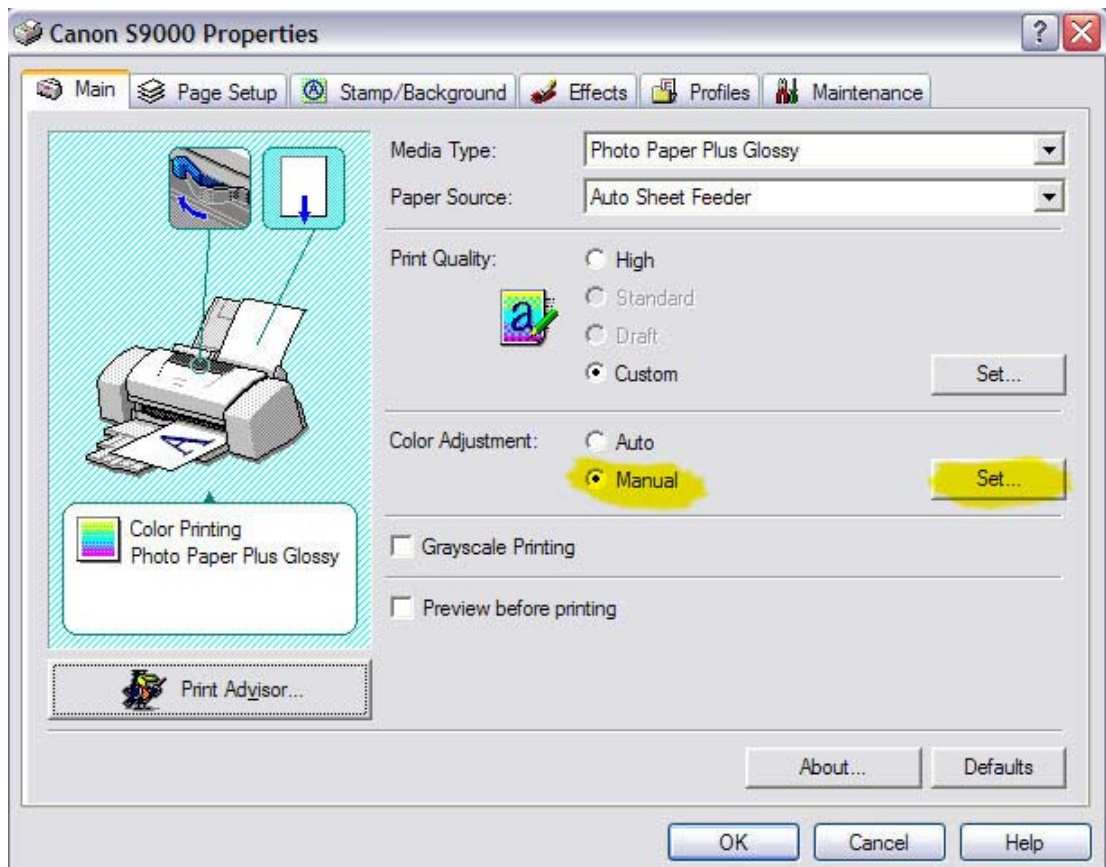 Canon S9000 Properties
Main Page Setup Stamp/Background Effects Profiles Maintenance
Media Type: Photo Paper Plus Glossy
Paper Source: Auto Sheet Feeder
Print Quality: High
Standard
Draft
Custom Set...
Color Adjustment: Auto
Manual Set...
Color Printing
Photo Paper Plus Glossy
Grayscale Printing
Preview before printing
Print Advisor...
About... Defaults
OK Cancel Help